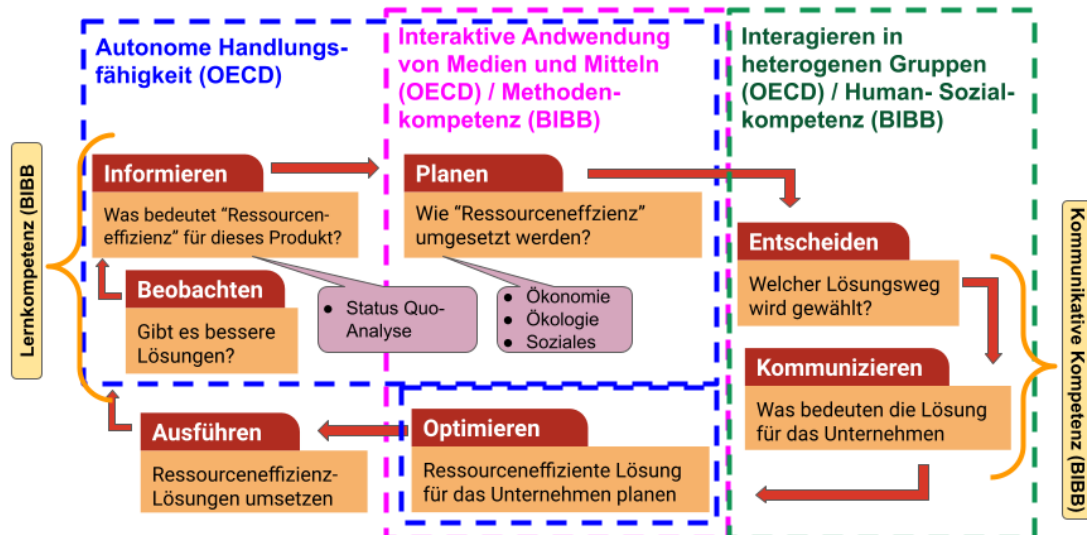 Autonome Handlungs-
fähigkeit (OECD)
Interaktive Andwendung
von Medien und Mitteln
(OECD) / Methoden-
kompetenz (BIBB)
Interagieren in
heterogenen Gruppen
(OECD) / Human- Sozial-
kompetenz (BIBB)
Lernkompetenz (BIBB
Informieren
Was bedeutet “Ressourcen-
effizienz” für dieses Produkt?
Planen
Wie “Ressourceneffzienz”
umgesetzt werden?
Entscheiden
Welcher Lösungsweg
wird gewählt?
Beobachten
Gibt es bessere
Lösungen?
● Status Quo-
Analyse
● Ökonomie
● Ökologie
● Soziales
Kommunizieren
Was bedeuten die Lösung
für das Unternehmen
Ausführen
Ressourceneffizienz-
Lösungen umsetzen
Optimieren
Ressourceneffiziente Lösung
für das Unternehmen planen
Kommunikative Kompetenz (BIBB)